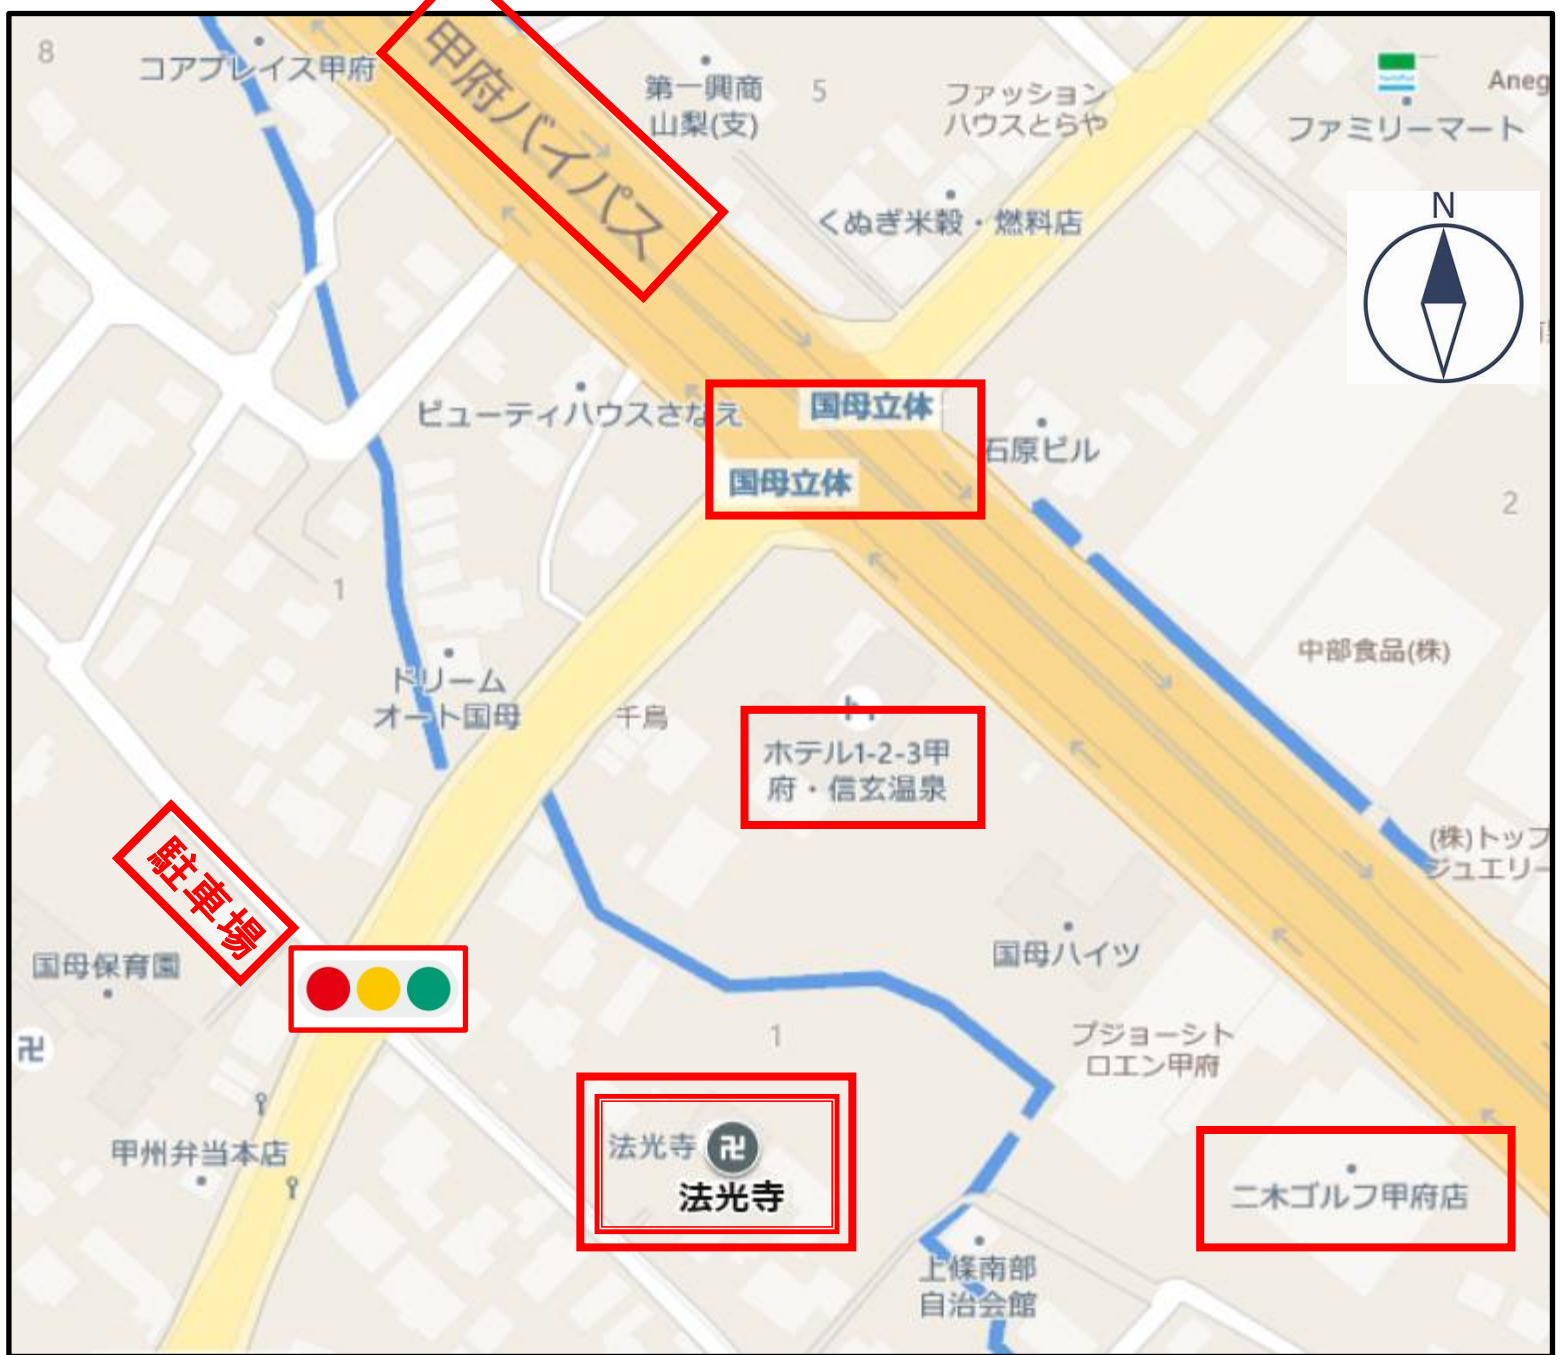 8
コアプレイス甲府
甲府バイパス
第一興商
山梨(支)
5
ファッション
ハウスとらや
FamilyMart
Aneg
ファミリーマート
くぬぎ米穀・燃料店
N
ビューティハウスさなえ
国母立体
国母立体
石原ビル
2
1
中部食品(株)
ドリーム
オート国母
千鳥
ホテル1-2-3甲
府・信玄温泉
(株)トップ
ジュエリー
駐車場
国母保育園
国母ハイツ
卍
1
プジョーシト
ロエン甲府
甲州弁当本店
法光寺 卍
法光寺
二木ゴルフ甲府店
上條南部
自治会館